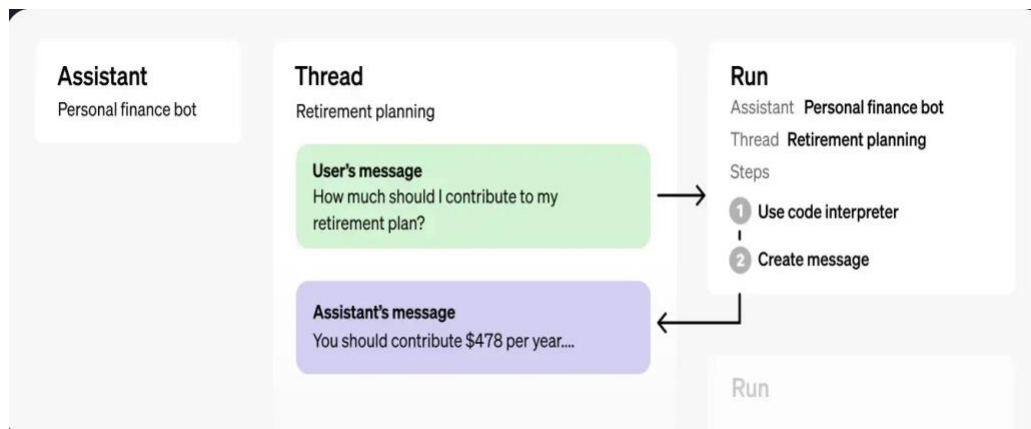 Assistant
Personal finance bot
Thread
Retirement planning
User's message
How much should I contribute to my
retirement plan?
Assistant's message
You should contribute $478 per year....
Run
Assistant Personal finance bot
Thread Retirement planning
Steps
1 Use code interpreter
2 Create message
Run